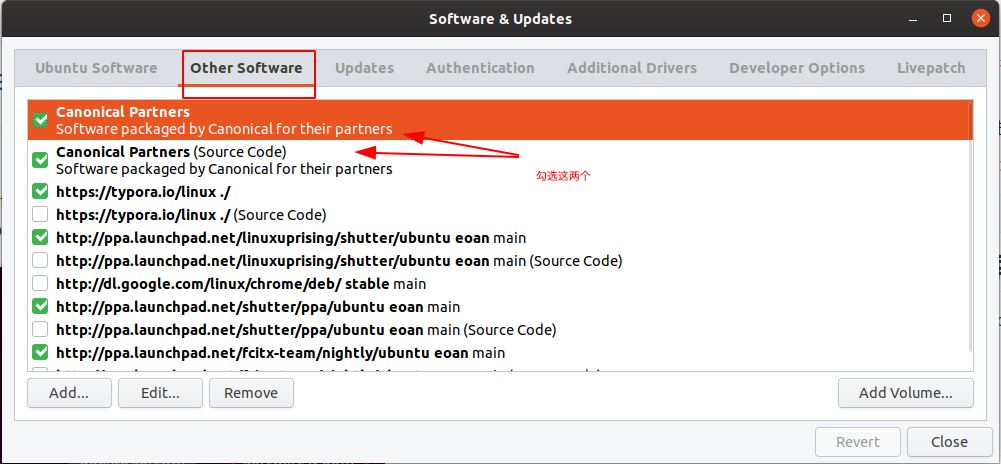 Software & Updates
Ubuntu Software
Other Software
Updates
Authentication
Additional Drivers
Developer Options
Livepatch
Canonical Partners
Software packaged by Canonical for their partners
Canonical Partners (Source Code)
Software packaged by Canonical for their partners
勾选这两个
https://typora.io/linux ./
https://typora.io/linux ./ (Source Code)
http://ppa.launchpad.net/linuxuprising/shutter/ubuntu eoan main
http://ppa.launchpad.net/linuxuprising/shutter/ubuntu eoan main (Source Code)
http://dl.google.com/linux/chrome/deb/ stable main
http://ppa.launchpad.net/shutter/ppa/ubuntu eoan main
http://ppa.launchpad.net/shutter/ppa/ubuntu eoan main (Source Code)
http://ppa.launchpad.net/fcitx-team/nightly/ubuntu eoan main
Add...
Edit...
Remove
Add Volume...
Revert
Close